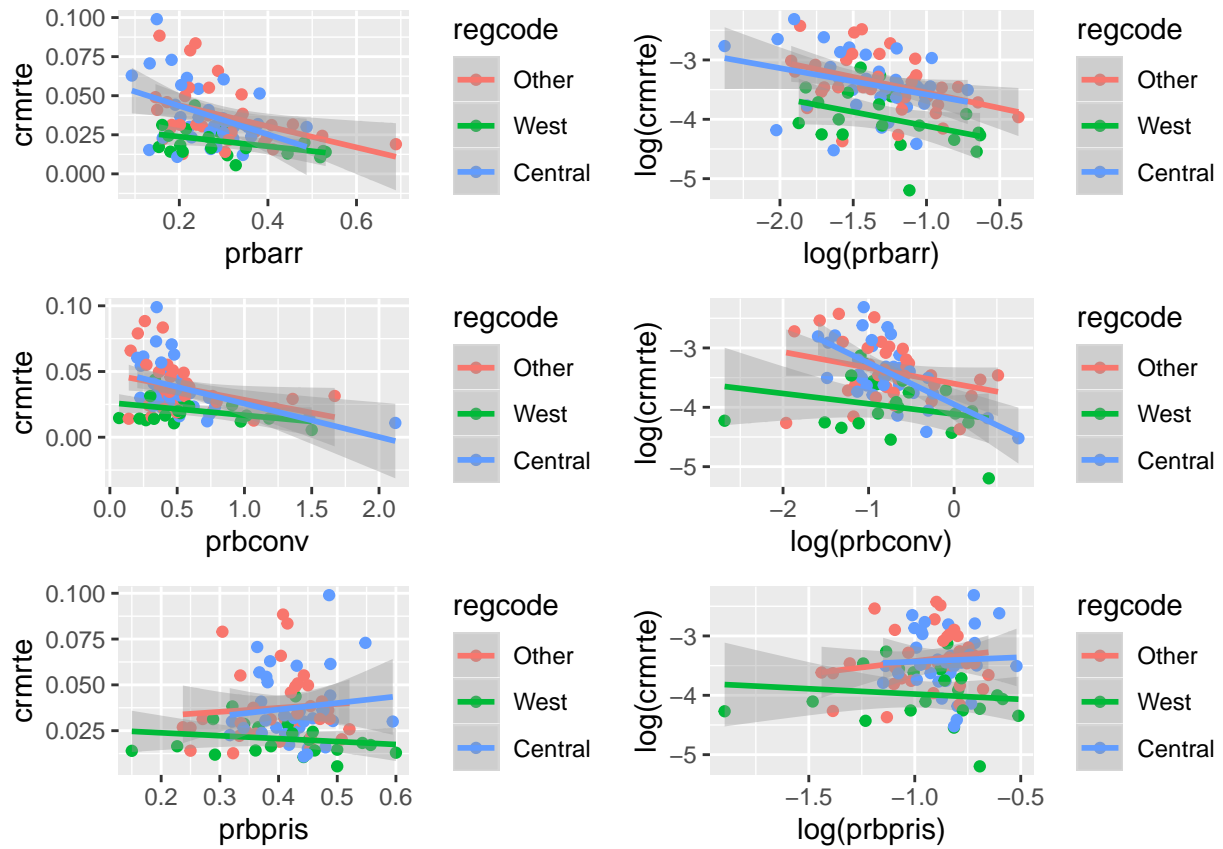 crmrte
0.100
0.075
0.050
0.025
0.000
0.2 0.4 0.6
prbarr
regcode
Other
West
Central
log(crmrte)
−3
−4
−5
−2.0 −1.5 −1.0 −0.5
log(prbarr)
regcode
Other
West
Central
crmrte
0.10
0.05
0.00
0.0 0.5 1.0 1.5 2.0
prbconv
regcode
Other
West
Central
log(crmrte)
−3
−4
−5
−2 −1 0
log(prbconv)
regcode
Other
West
Central
crmrte
0.100
0.075
0.050
0.025
0.2 0.3 0.4 0.5 0.6
prbpris
regcode
Other
West
Central
log(crmrte)
−3
−4
−5
−1.5 −1.0 −0.5
log(prbpris)
regcode
Other
West
Central